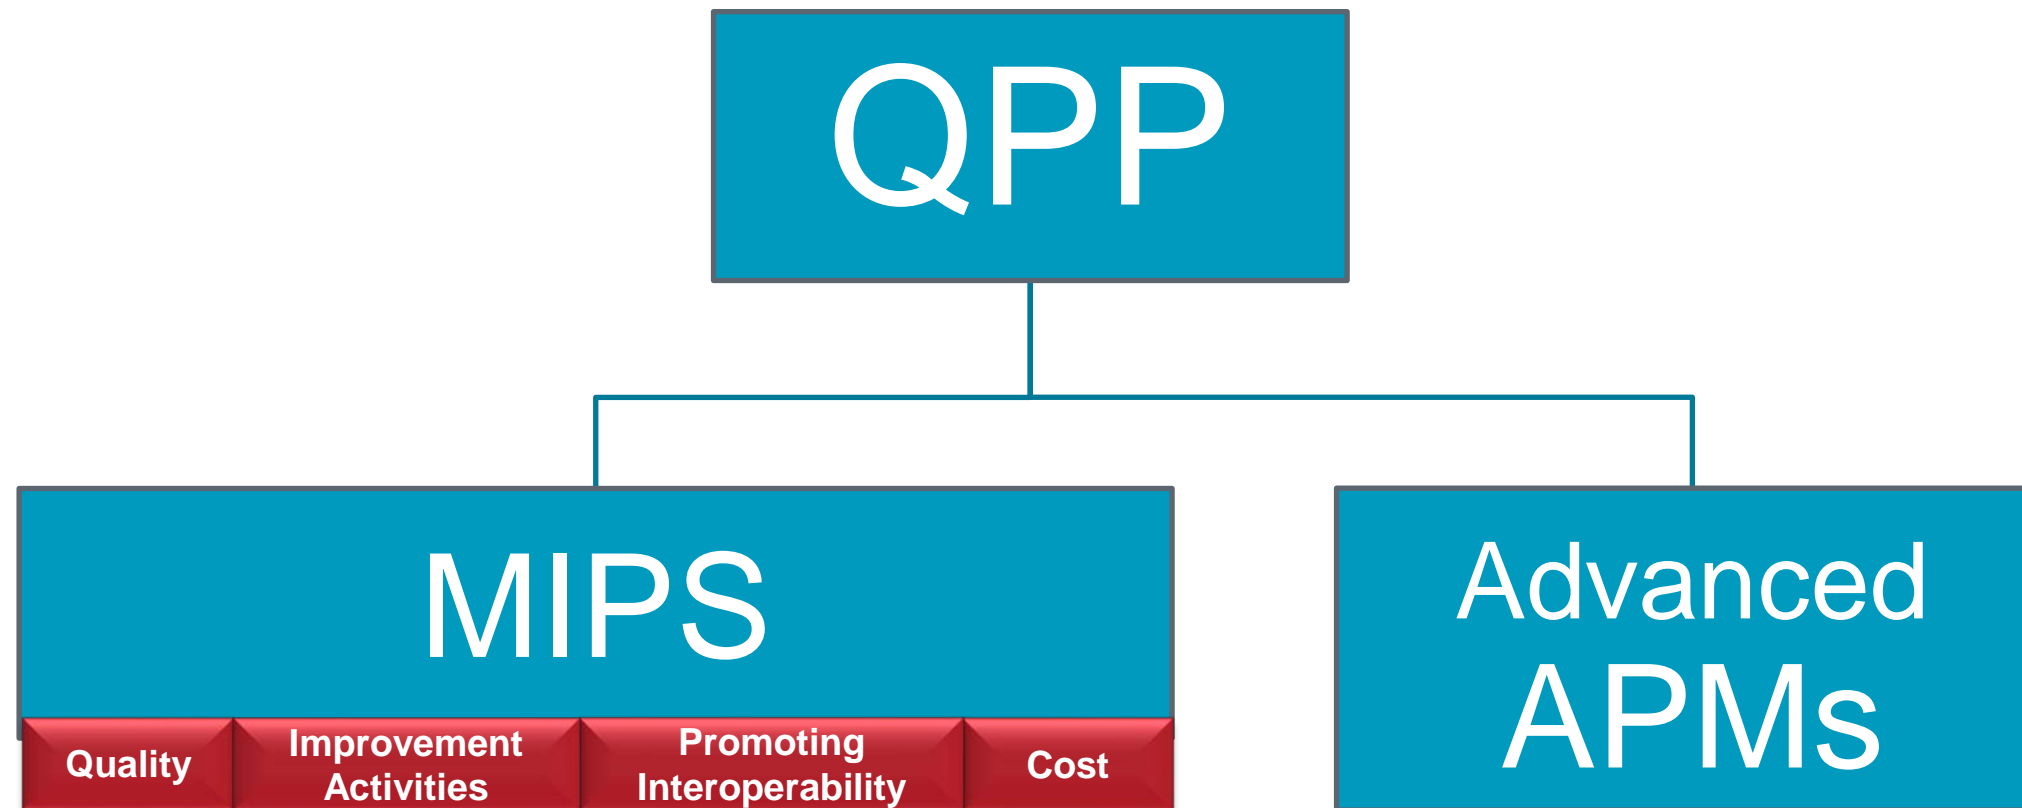 QPP
MIPS
Advanced
APMs
Quality
Improvement
Activities
Promoting
Interoperability
Cost